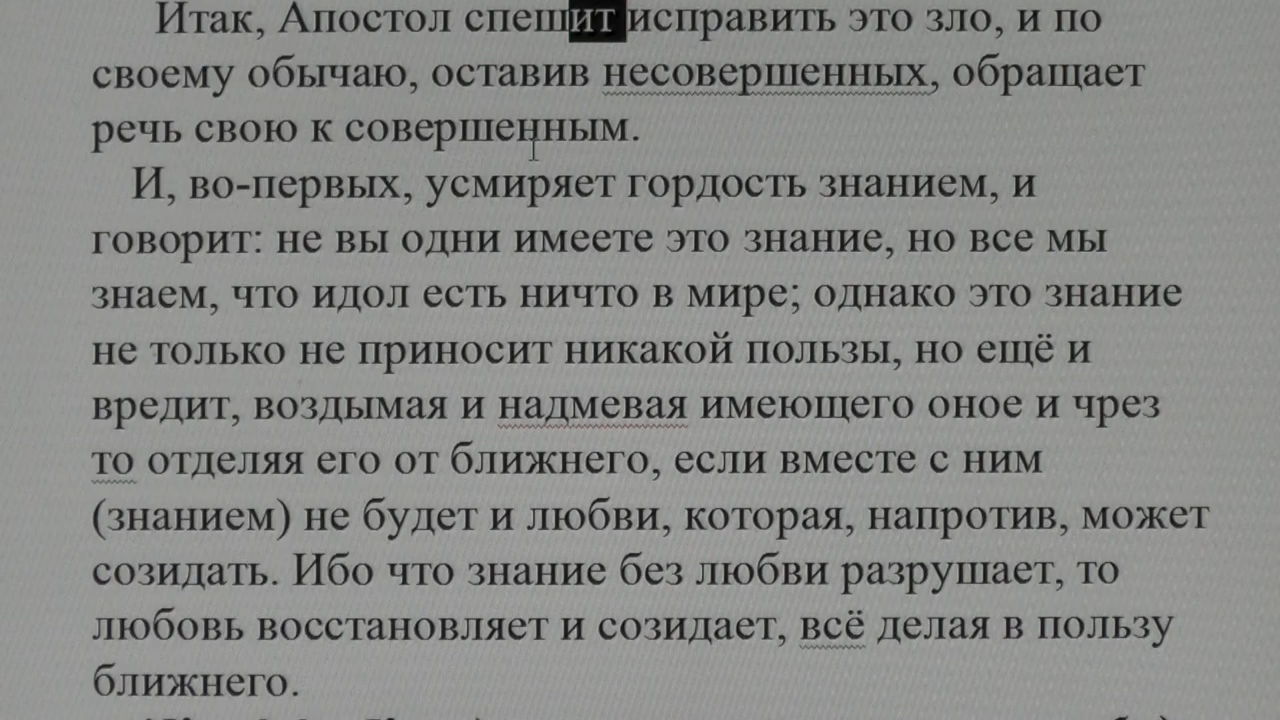 Итак, Апостол спешит исправить это зло, и по
своему обычаю, оставив несовершенных, обращает
речь свою к совершенным.
И, во-первых, усмиряет гордость знанием, и
говорит: не вы одни имеете это знание, но все мы
знаем, что идол есть ничто в мире; однако это знание
не только не приносит никакой пользы, но ещё и
вредит, воздымая и надмевая имеющего оное и чрез
то отделяя его от ближнего, если вместе с ним
(знанием) не будет и любви, которая, напротив, может
созидать. Ибо что знание без любви разрушает, то
любовь восстановляет и созидает, всё делая в пользу
ближнего.